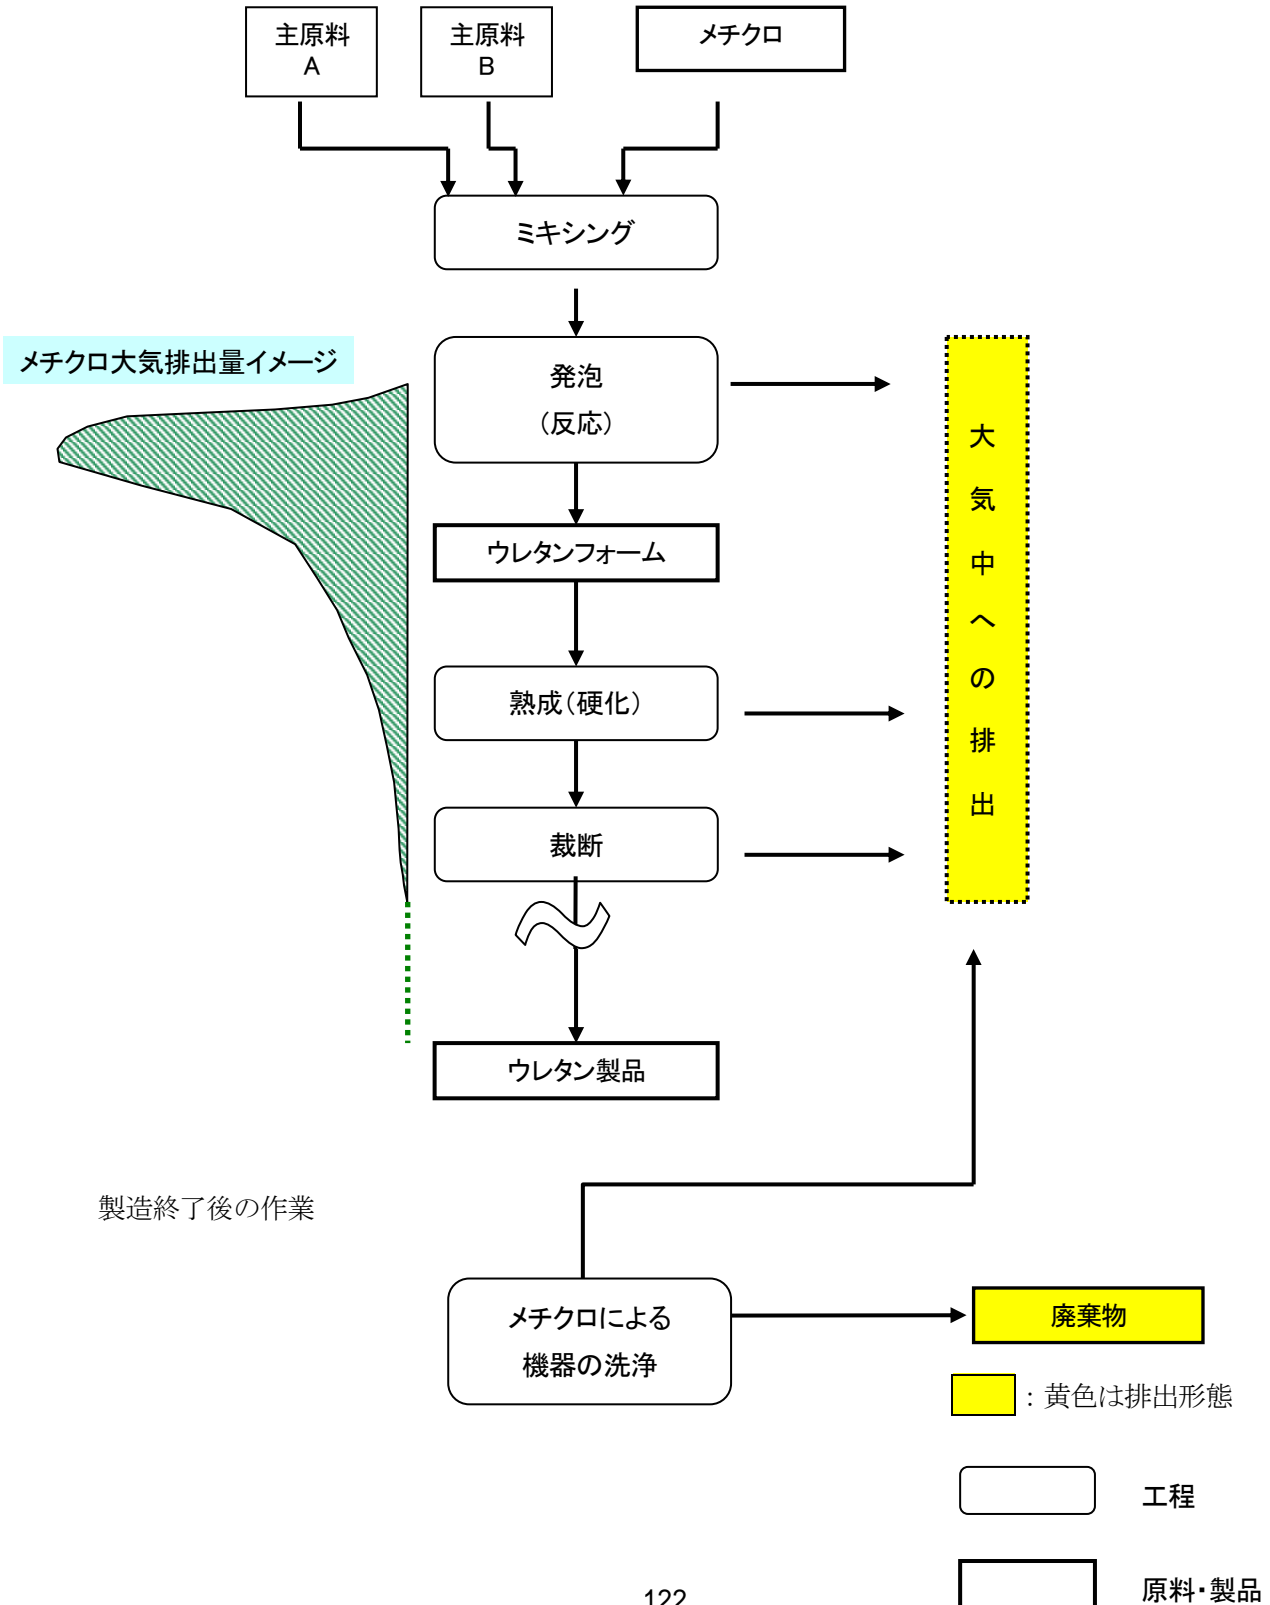 主原料
A
主原料
B
メチクロ
ミキシング
メチクロ大気排出量イメージ
発泡
（反応）
大気中への排出
ウレタンフォーム
熟成（硬化）
裁断
ウレタン製品
製造終了後の作業
メチクロによる
機器の洗浄
廃棄物
：黄色は排出形態
工程
原料・製品
122